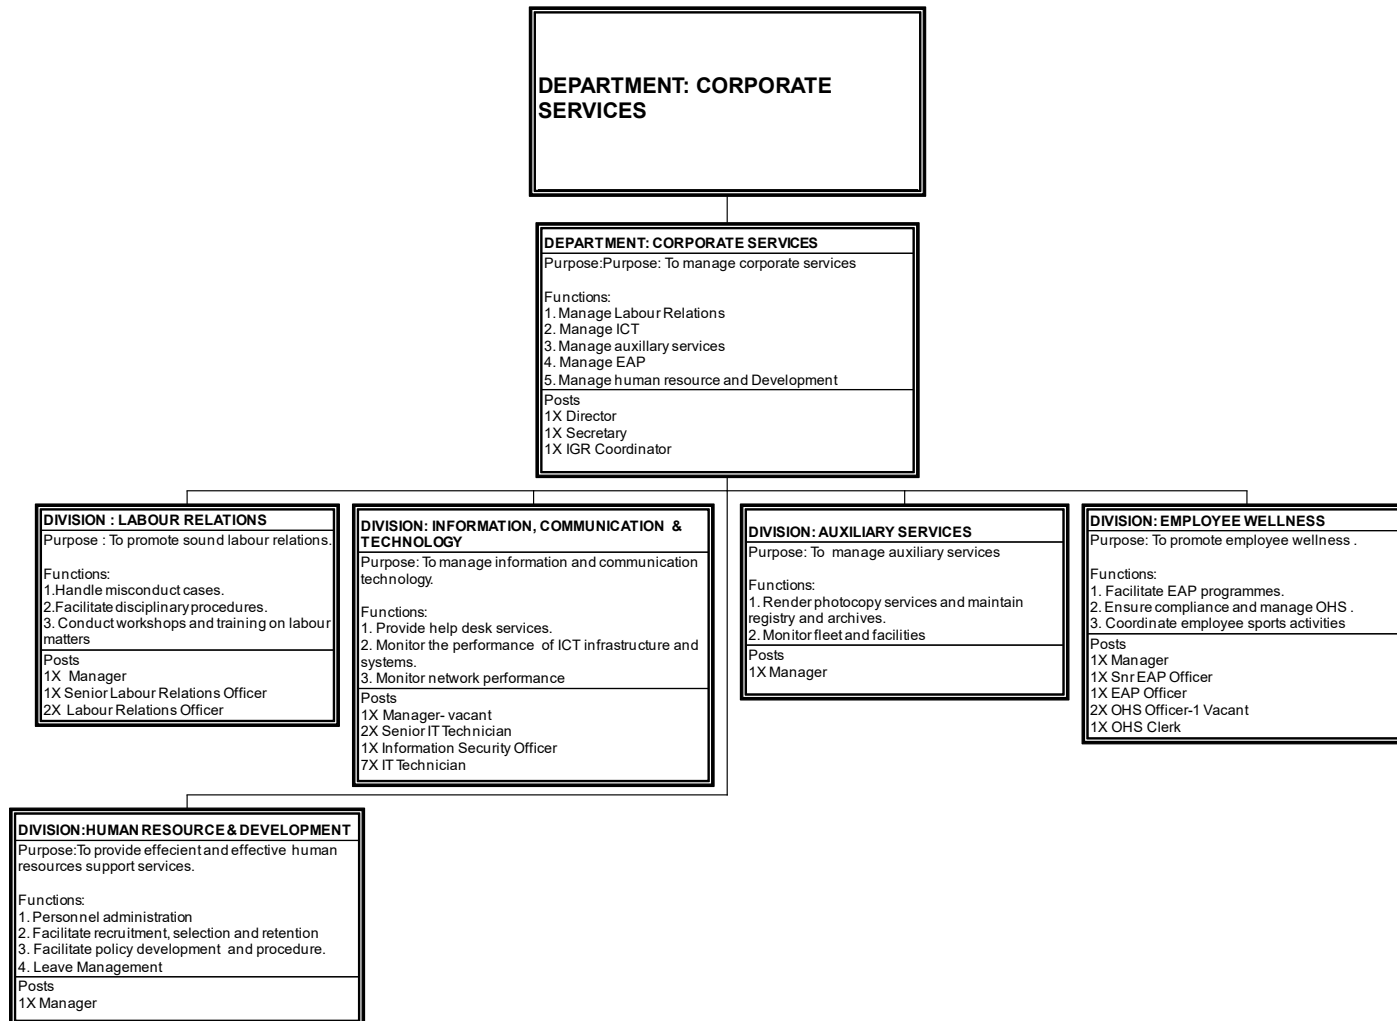 DEPARTMENT: CORPORATE
SERVICES
DEPARTMENT: CORPORATE SERVICES
Purpose:Purpose: To manage corporate services
Functions:
1. Manage Labour Relations
2. Manage ICT
3. Manage auxillary services
4. Manage EAP
5. Manage human resource and Development
Posts
1X Director
1X Secretary
1X IGR Coordinator
DIVISION : LABOUR RELATIONS
Purpose : To promote sound labour relations.
Functions:
1.Handle misconduct cases.
2.Facilitate disciplinary procedures.
3. Conduct workshops and training on labour
matters
Posts
1X Manager
1X Senior Labour Relations Officer
2X Labour Relations Officer
DIVISION: INFORMATION, COMMUNICATION &
TECHNOLOGY
Purpose: To manage information and communication
technology.
Functions:
1. Provide help desk services.
2. Monitor the performance of ICT infrastructure and
systems.
3. Monitor network performance
Posts
1X Manager- vacant
2X Senior IT Technician
1X Information Security Officer
7X IT Technician
DIVISION: AUXILIARY SERVICES
Purpose: To manage auxiliary services
Functions:
1. Render photocopy services and maintain
registry and archives.
2. Monitor fleet and facilities
Posts
1X Manager
DIVISION: EMPLOYEE WELLNESS
Purpose: To promote employee wellness .
Functions:
1. Facilitate EAP programmes.
2. Ensure compliance and manage OHS .
3. Coordinate employee sports activities
Posts
1X Manager
1X Snr EAP Officer
1X EAP Officer
2X OHS Officer-1 Vacant
1X OHS Clerk
DIVISION:HUMAN RESOURCE & DEVELOPMENT
Purpose:To provide effecient and effective human
resources support services.
Functions:
1. Personnel administration
2. Facilitate recruitment, selection and retention
3. Facilitate policy development and procedure.
4. Leave Management
Posts
1X Manager